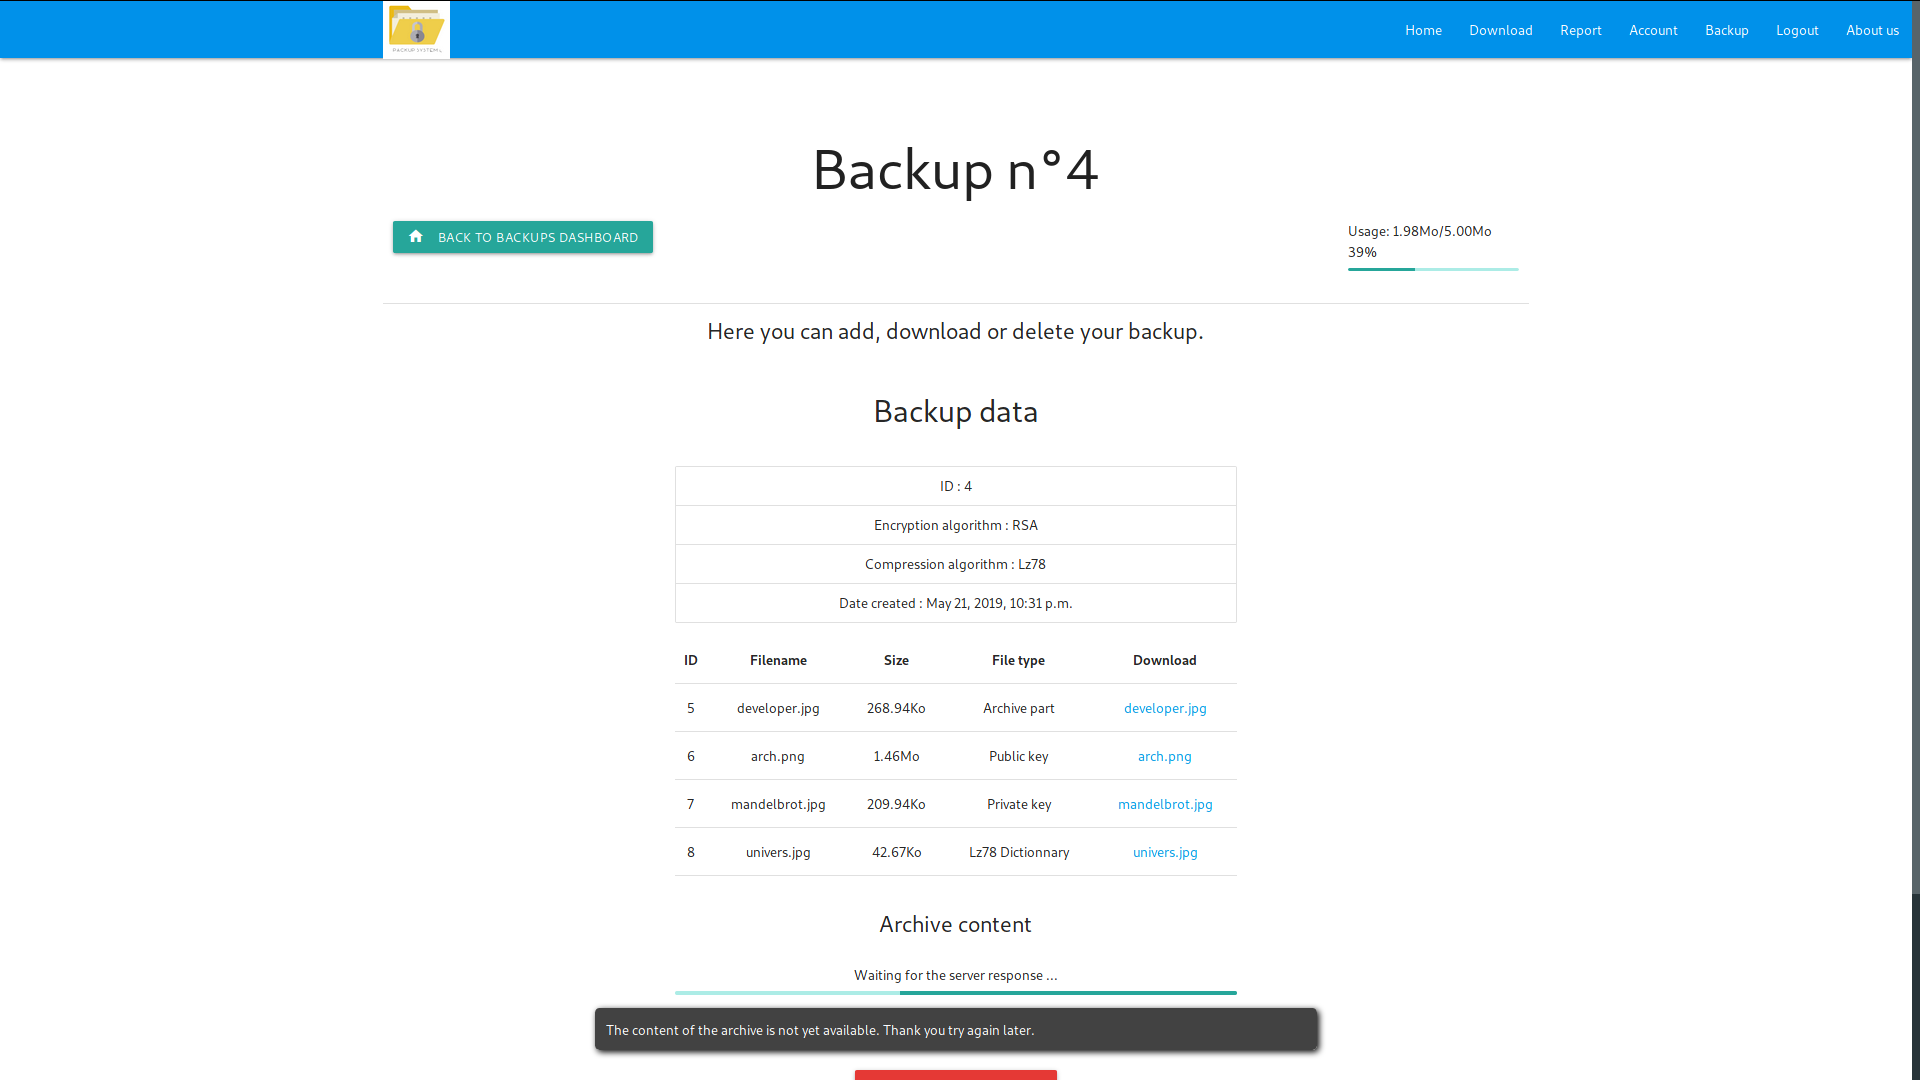 BACKUP SYSTEM
Home Download Report Account Backup Logout About us
Backup n°4
BACK TO BACKUPS DASHBOARD
Usage: 1.98Mo/5.00Mo
39%
Here you can add, download or delete your backup.
Backup data
ID : 4
Encryption algorithm : RSA
Compression algorithm : Lz78
Date created : May 21, 2019, 10:31 p.m.
ID Filename Size File type Download
5 developer.jpg 268.94Ko Archive part developer.jpg
6 arch.png 1.46Mo Public key arch.png
7 mandelbrot.jpg 209.94Ko Private key mandelbrot.jpg
8 univers.jpg 42.67Ko Lz78 Dictionnary univers.jpg
Archive content
Waiting for the server response ...
The content of the archive is not yet available. Thank you try again later.